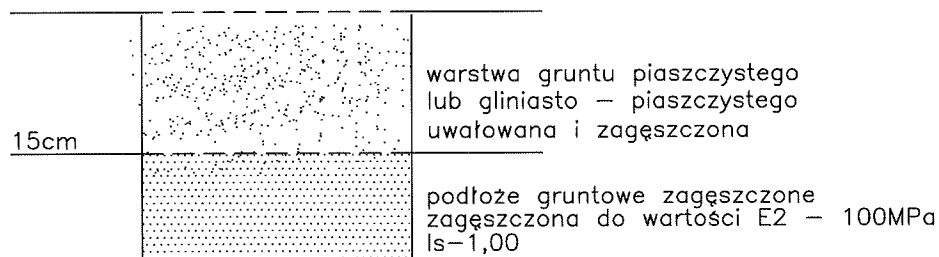 warstwa gruntu piaszczystego
lub gliniasto – piaszczystego
uwałowana i zagęszczona
15cm
podłoże gruntowe zagęszczone
zagęszczona do wartości E2 – 100MPa
Is–1,00